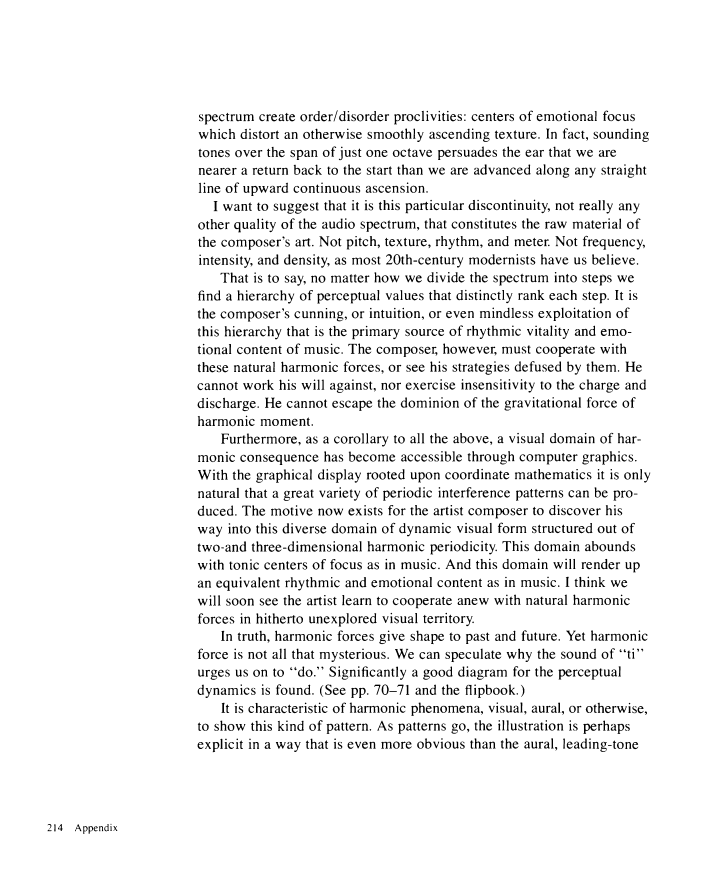 spectrum create order/disorder proclivities: centers of emotional focus
which distort an otherwise smoothly ascending texture. In fact, sounding
tones over the span of just one octave persuades the ear that we are
nearer a return back to the start than we are advanced along any straight
line of upward continuous ascension.
I want to suggest that it is this particular discontinuity, not really any
other quality of the audio spectrum, that constitutes the raw material of
the composer's art. Not pitch, texture, rhythm, and meter. Not frequency,
intensity, and density, as most 20th-century modernists have us believe.
That is to say, no matter how we divide the spectrum into steps we
find a hierarchy of perceptual values that distinctly rank each step. It is
the composer's cunning, or intuition, or even mindless exploitation of
this hierarchy that is the primary source of rhythmic vitality and emo-
tional content of music. The composer, however, must cooperate with
these natural harmonic forces, or see his strategies defused by them. He
cannot work his will against, nor exercise insensitivity to the charge and
discharge. He cannot escape the dominion of the gravitational force of
harmonic moment.
Furthermore, as a corollary to all the above, a visual domain of har-
monic consequence has become accessible through computer graphics.
With the graphical display rooted upon coordinate mathematics it is only
natural that a great variety of periodic interference patterns can be pro-
duced. The motive now exists for the artist composer to discover his
way into this diverse domain of dynamic visual form structured out of
two-and three-dimensional harmonic periodicity. This domain abounds
with tonic centers of focus as in music. And this domain will render up
an equivalent rhythmic and emotional content as in music. I think we
will soon see the artist learn to cooperate anew with natural harmonic
forces in hitherto unexplored visual territory.
In truth, harmonic forces give shape to past and future. Yet harmonic
force is not all that mysterious. We can speculate why the sound of "ti"
urges us on to "do." Significantly a good diagram for the perceptual
dynamics is found. (See pp. 70–71 and the flipbook.)
It is characteristic of harmonic phenomena, visual, aural, or otherwise,
to show this kind of pattern. As patterns go, the illustration is perhaps
explicit in a way that is even more obvious than the aural, leading-tone
214 Appendix